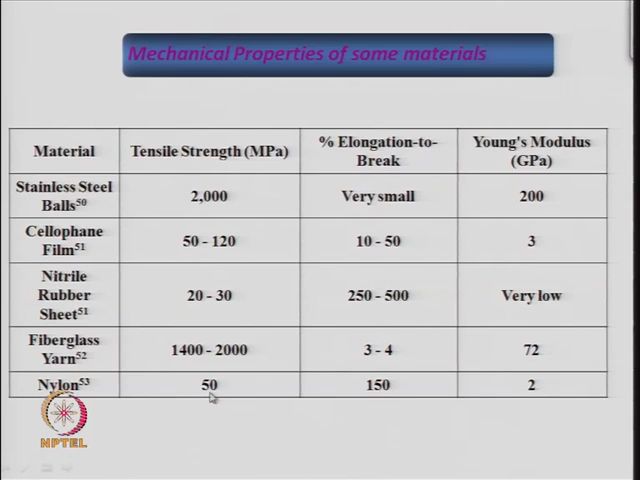 Mechanical Properties of some materials
Material
Tensile Strength (MPa)
% Elongation-to-
Break
Young's Modulus
(GPa)
Stainless Steel
Balls⁵⁰
2,000
Very small
200
Cellophane
Film⁵¹
50 - 120
10 - 50
3
Nitrile
Rubber
Sheet⁵¹
20 - 30
250 - 500
Very low
Fiberglass
Yarn⁵²
1400 - 2000
3 - 4
72
Nylon⁵³
50
150
2
NPTEL